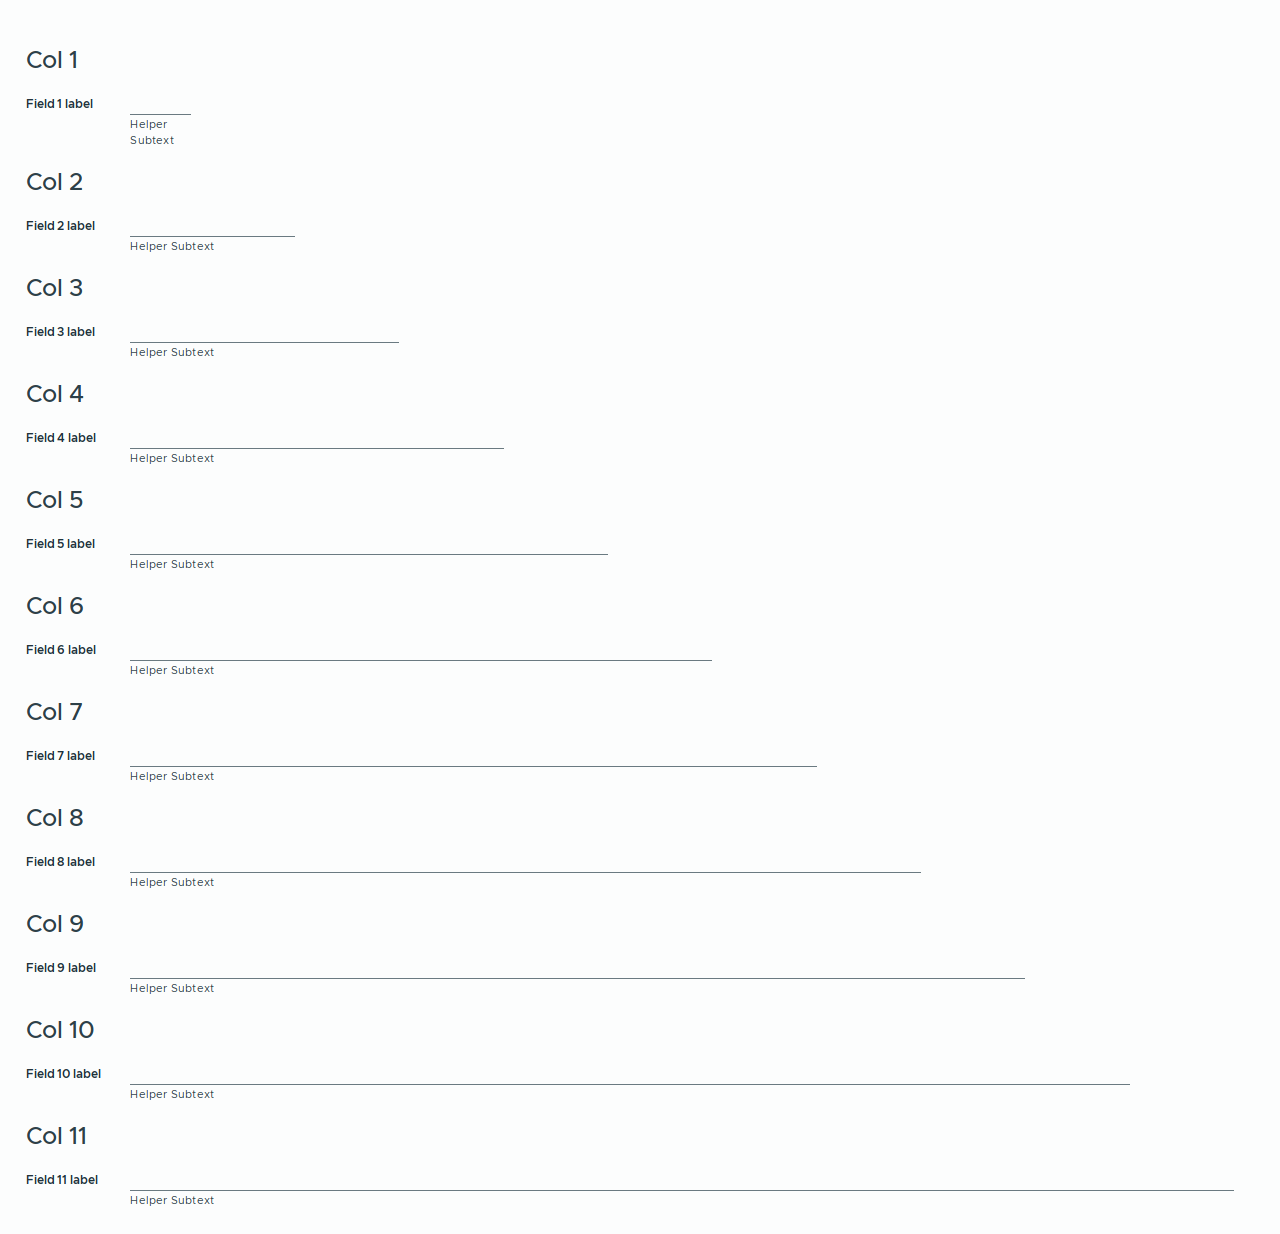 Col 1
Field 1 label
Helper
Subtext
Col 2
Field 2 label
Helper Subtext
Col 3
Field 3 label
Helper Subtext
Col 4
Field 4 label
Helper Subtext
Col 5
Field 5 label
Helper Subtext
Col 6
Field 6 label
Helper Subtext
Col 7
Field 7 label
Helper Subtext
Col 8
Field 8 label
Helper Subtext
Col 9
Field 9 label
Helper Subtext
Col 10
Field 10 label
Helper Subtext
Col 11
Field 11 label
Helper Subtext